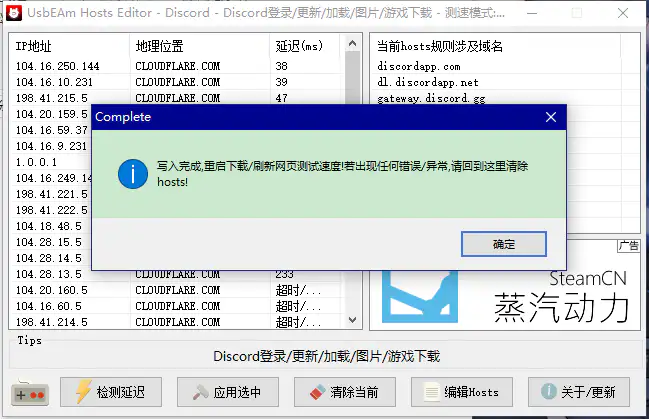 UsbEAm Hosts Editor - Discord - Discord登录/更新/加载/图片/游戏下载 - 测速模式:...
IP地址 地理位置 延迟(ms)
104.16.250.144 CLOUDFLARE.COM 38
104.16.10.231 CLOUDFLARE.COM 39
198.41.215.5 CLOUDFLARE.COM 47
104.20.159.5
104.16.59.37
104.16.9.231
1.0.0.1
104.16.249.14
198.41.221.5
198.41.222.5
104.18.48.5
104.28.15.5
104.28.14.5
104.28.13.5 CLOUDFLARE.COM 233
104.20.160.5 CLOUDFLARE.COM 超时/...
104.16.60.5 CLOUDFLARE.COM 超时/...
198.41.214.5 CLOUDFLARE.COM 超时/...
当前hosts规则涉及域名
discordapp.com
dl.discordapp.net
gateway.discord.gg
Complete
写入完成,重启下载/刷新网页测试速度!若出现任何错误/异常,请回到这里清除
hosts!
确定
广告
SteamCN
蒸汽动力
Tips
Discord登录/更新/加载/图片/游戏下载
检测延迟
应用选中
清除当前
编辑Hosts
关于/更新